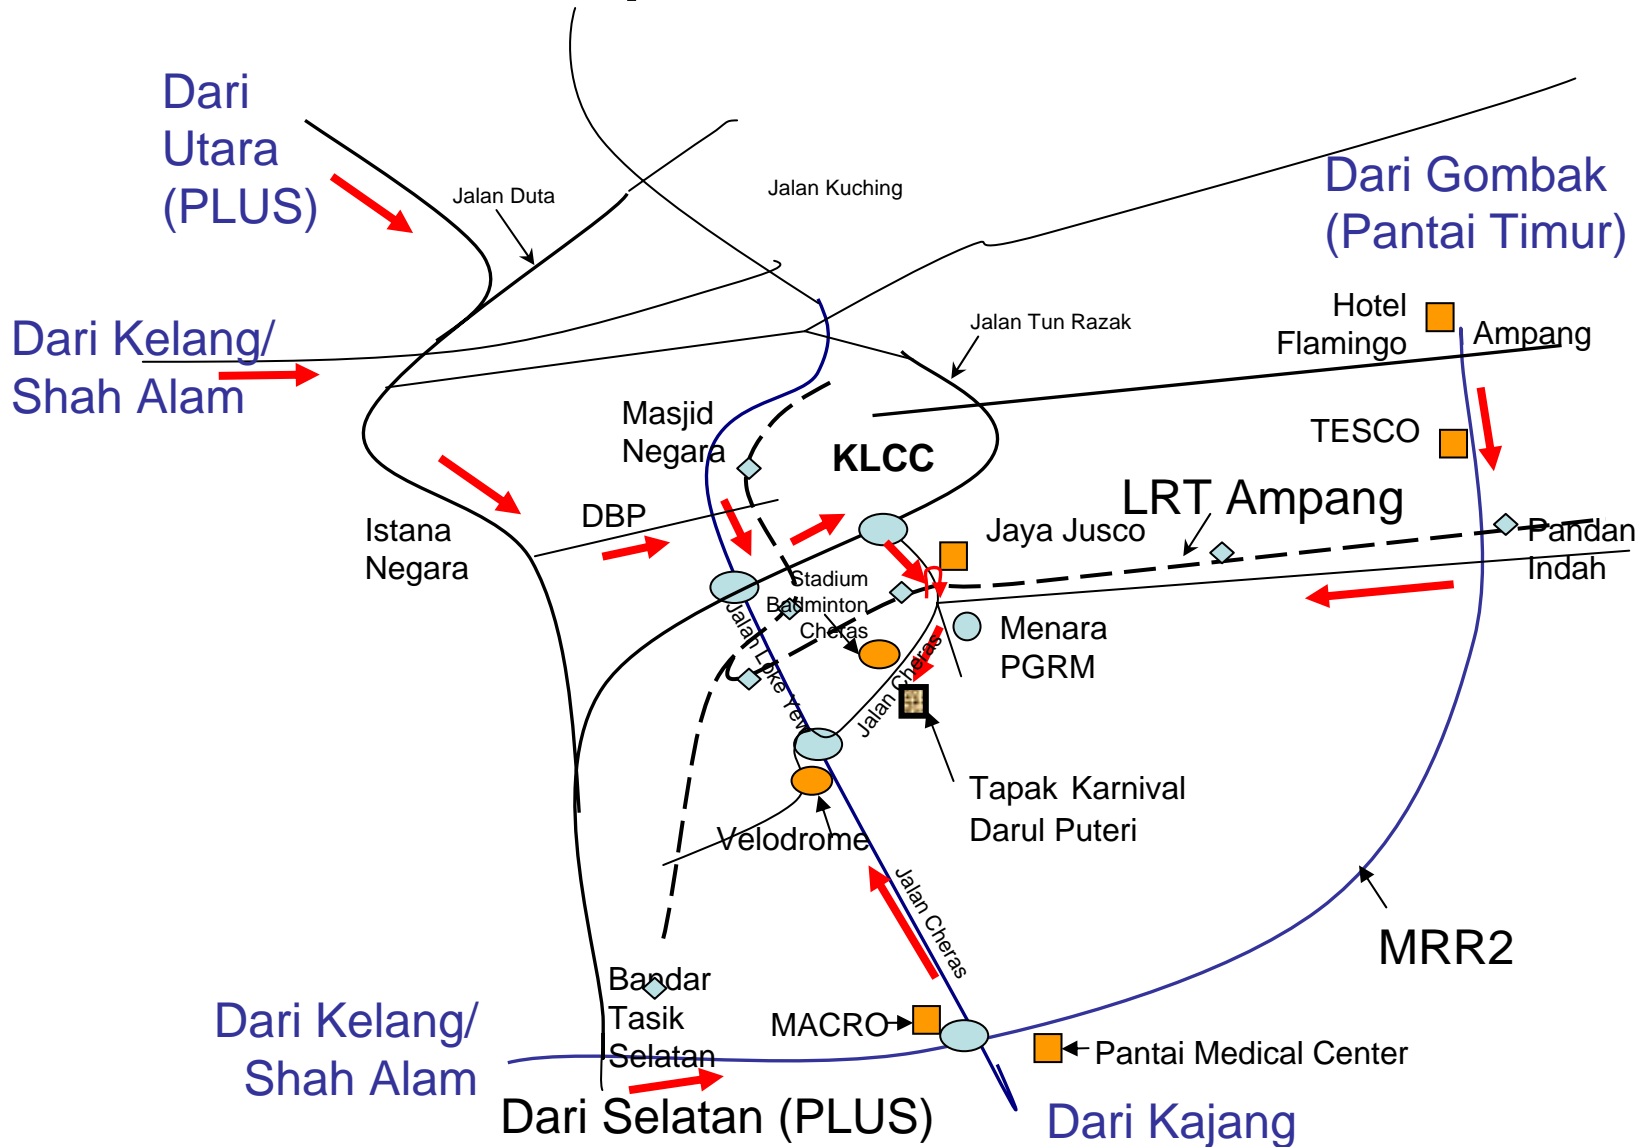 Dari
Utara
(PLUS)
Jalan Duta
Jalan Kuching
Dari Gombak
(Pantai Timur)
Dari Kelang/
Shah Alam
Jalan Tun Razak
Hotel
Flamingo
Ampang
Masjid
Negara
KLCC
TESCO
LRT Ampang
Istana
Negara
DBP
Jaya Jusco
Pandan
Indah
Stadium
Badminton
Cheras
Jalan Loke Yew
Jalan Cheras
Menara
PGRM
Tapak Karnival
Darul Puteri
Velodrome
Jalan Cheras
MRR2
Bandar
Tasik
Selatan
MACRO
Pantai Medical Center
Dari Kelang/
Shah Alam
Dari Selatan (PLUS)
Dari Kajang